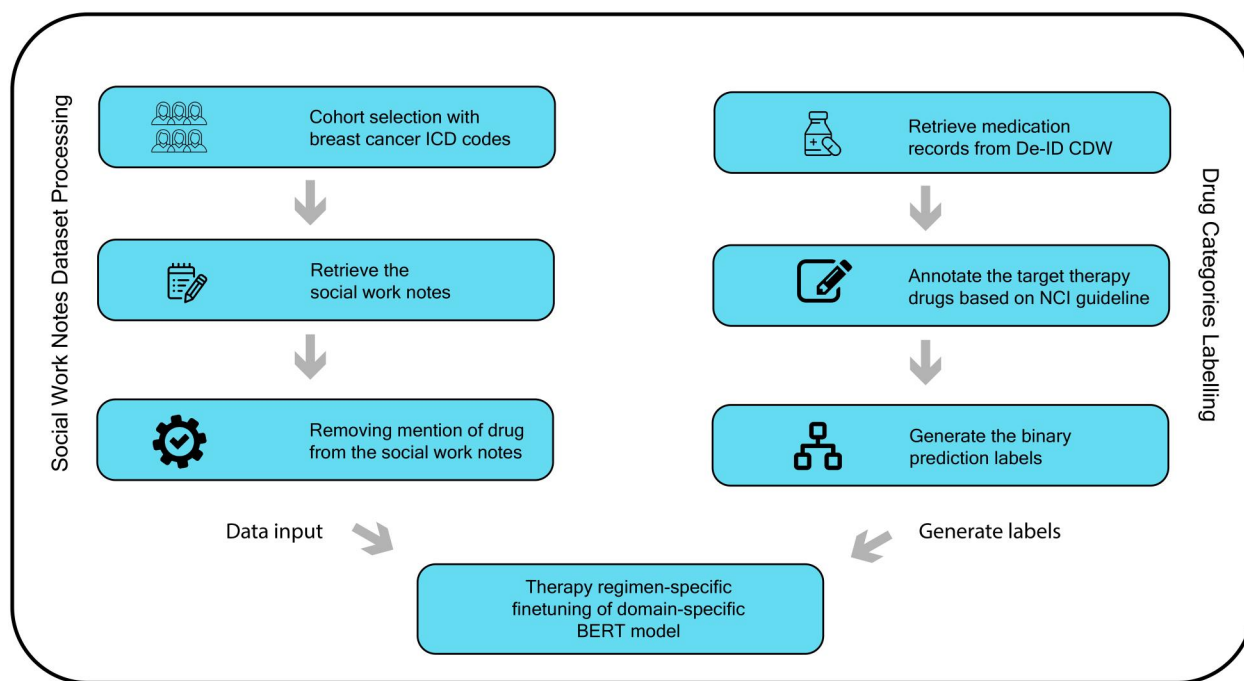 Social Work Notes Dataset Processing
Cohort selection with
breast cancer ICD codes
Retrieve the
social work notes
Removing mention of drug
from the social work notes
Data input
Drug Categories Labelling
Retrieve medication
records from De-ID CDW
Annotate the target therapy
drugs based on NCI guideline
Generate the binary
prediction labels
Generate labels
Therapy regimen-specific
finetuning of domain-specific
BERT model